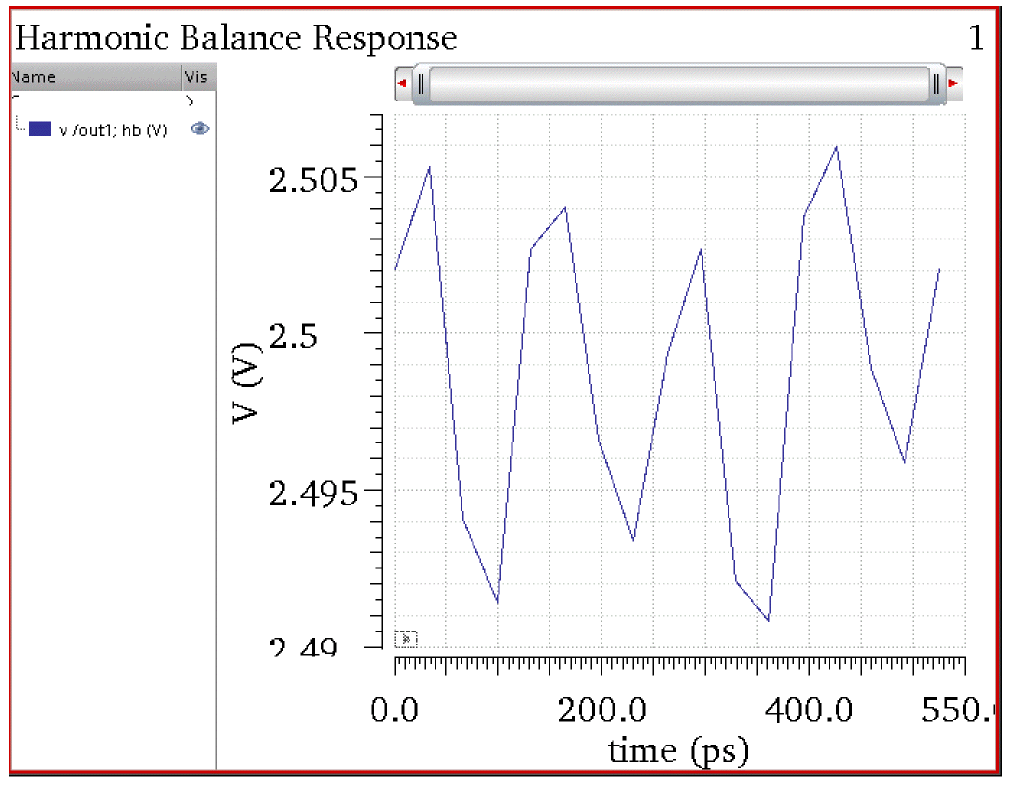 Harmonic Balance Response 1
Name Vis
v /out1; hb (V)
2.505
2.5
2.495
2.49
V (V)
0.0 200.0 400.0 550.
time (ps)